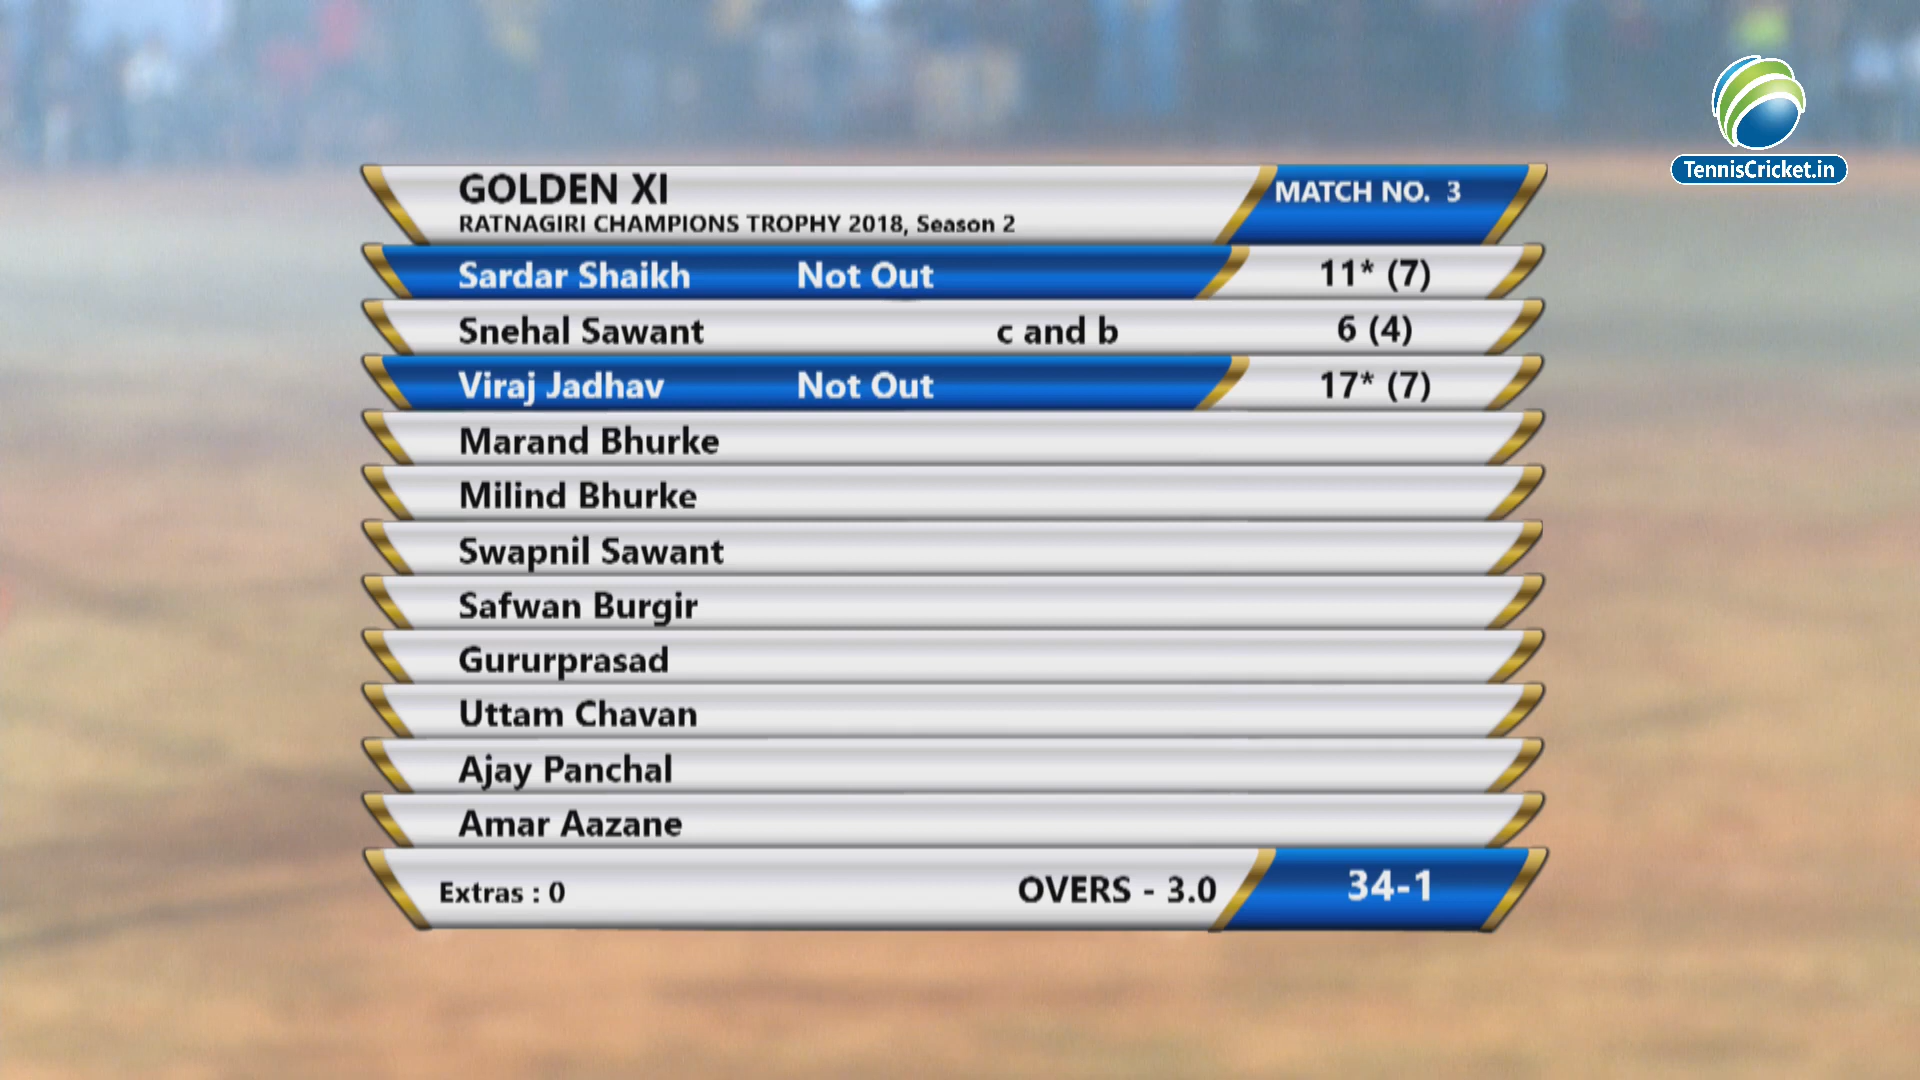 TennisCricket.in
GOLDEN XI
MATCH NO. 3
RATNAGIRI CHAMPIONS TROPHY 2018, Season 2
Sardar Shaikh Not Out 11* (7)
Snehal Sawant c and b 6 (4)
Viraj Jadhav Not Out 17* (7)
Marand Bhurke
Milind Bhurke
Swapnil Sawant
Safwan Burgir
Gururprasad
Uttam Chavan
Ajay Panchal
Amar Aazane
Extras : 0 OVERS - 3.0 34-1